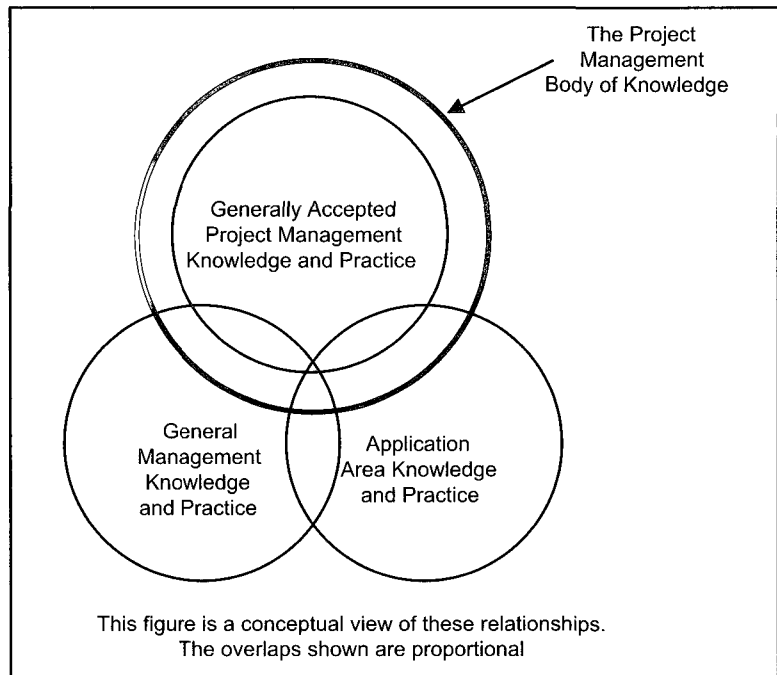 The Project
Management
Body of Knowledge
Generally Accepted
Project Management
Knowledge and Practice
General
Management
Knowledge
and Practice
Application
Area Knowledge
and Practice
This figure is a conceptual view of these relationships.
The overlaps shown are proportional